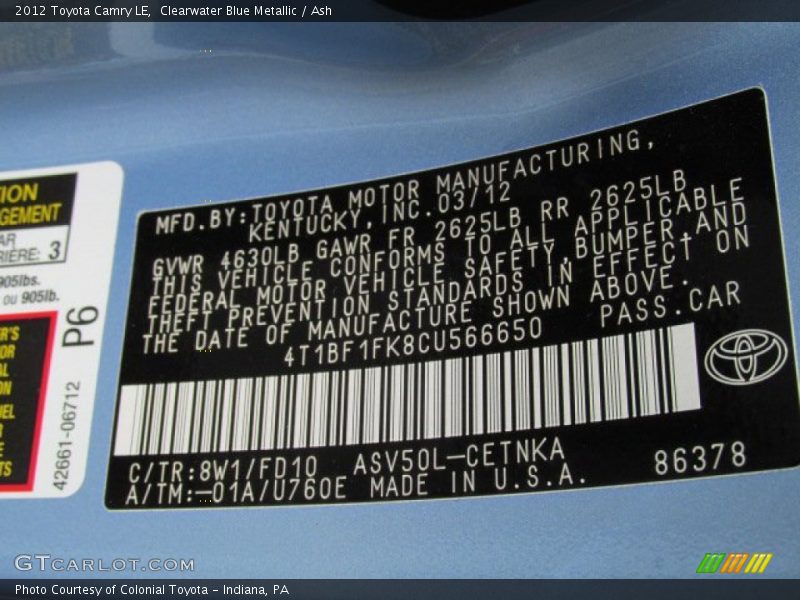 2012 Toyota Camry LE, Clearwater Blue Metallic / Ash
MFD.BY:TOYOTA MOTOR MANUFACTURING,
KENTUCKY,INC.03/12
GVWR 4630LB GAWR FR 2625LB RR 2625LB
THIS VEHICLE CONFORMS TO ALL APPLICABLE
FEDERAL MOTOR VEHICLE SAFETY,BUMPER,AND
THEFT PREVENTION STANDARDS IN EFFECT ON
THE DATE OF MANUFACTURE SHOWN ABOVE.
4T1BF1FK8CU566650 PASS.CAR
C/TR:8W1/FD10 ASV50L-CETNKA 86378
A/TM:-01A/U760E MADE IN U.S.A.
3
905lbs.
ou 905lb.
P6
42661-06712
GTCARLOT.COM
Photo Courtesy of Colonial Toyota - Indiana, PA